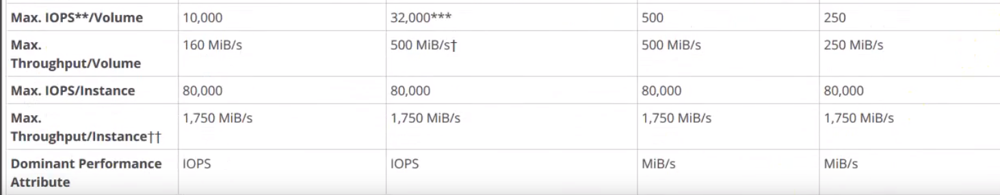 Max. IOPS**/Volume 10,000 32,000*** 500 250
Max. 160 MiB/s 500 MiB/s† 500 MiB/s 250 MiB/s
Throughput/Volume
Max. IOPS/Instance 80,000 80,000 80,000 80,000
Max. 1,750 MiB/s 1,750 MiB/s 1,750 MiB/s 1,750 MiB/s
Throughput/Instance††
Dominant Performance IOPS IOPS MiB/s MiB/s
Attribute